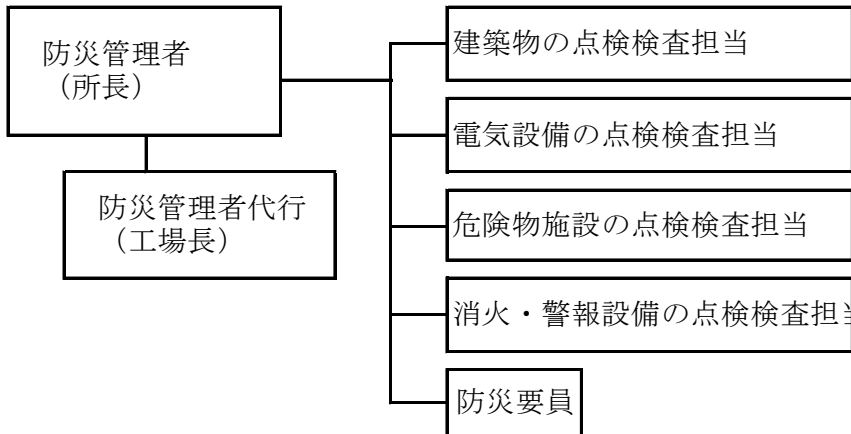 防災管理者
（所長）
防災管理者代行
（工場長）
建築物の点検検査担当
電気設備の点検検査担当
危険物施設の点検検査担当
消火・警報設備の点検検査担当
防災要員